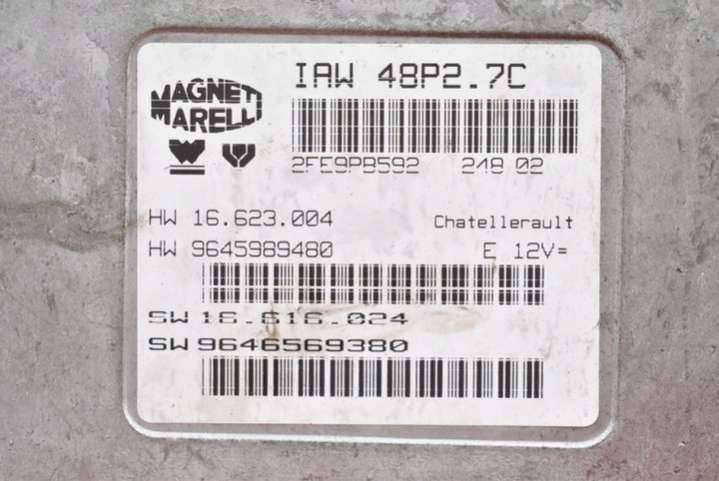 MAGNETI
MARELLI
IAW 48P2.7C
2FE9PB592 248 02
HW 16.623.004 Chatellerault
HW 9645989480 E 12V=
SW 16.616.024
SW 9646569380